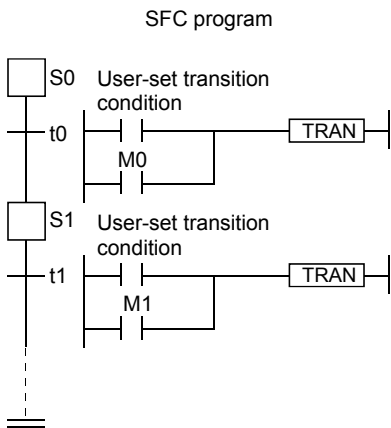 SFC program
S0
User-set transition
condition
t0
TRAN
M0
S1
User-set transition
condition
t1
TRAN
M1